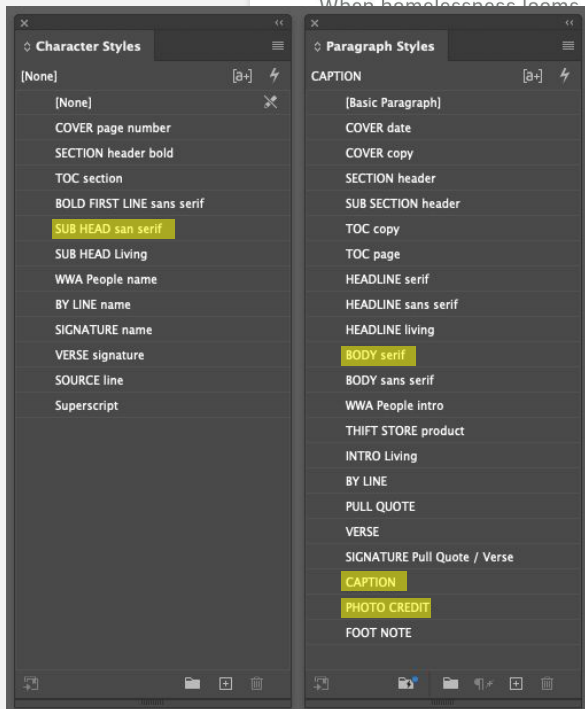 When homelessness looms
Character Styles
[None]
[a+]
[None]
COVER page number
SECTION header bold
TOC section
BOLD FIRST LINE sans serif
SUB HEAD san serif
SUB HEAD Living
WWA People name
BY LINE name
SIGNATURE name
VERSE signature
SOURCE line
Superscript
Paragraph Styles
CAPTION
[a+]
[Basic Paragraph]
COVER date
COVER copy
SECTION header
SUB SECTION header
TOC copy
TOC page
HEADLINE serif
HEADLINE sans serif
HEADLINE living
BODY serif
BODY sans serif
WWA People intro
THIFT STORE product
INTRO Living
BY LINE
PULL QUOTE
VERSE
SIGNATURE Pull Quote / Verse
CAPTION
PHOTO CREDIT
FOOT NOTE